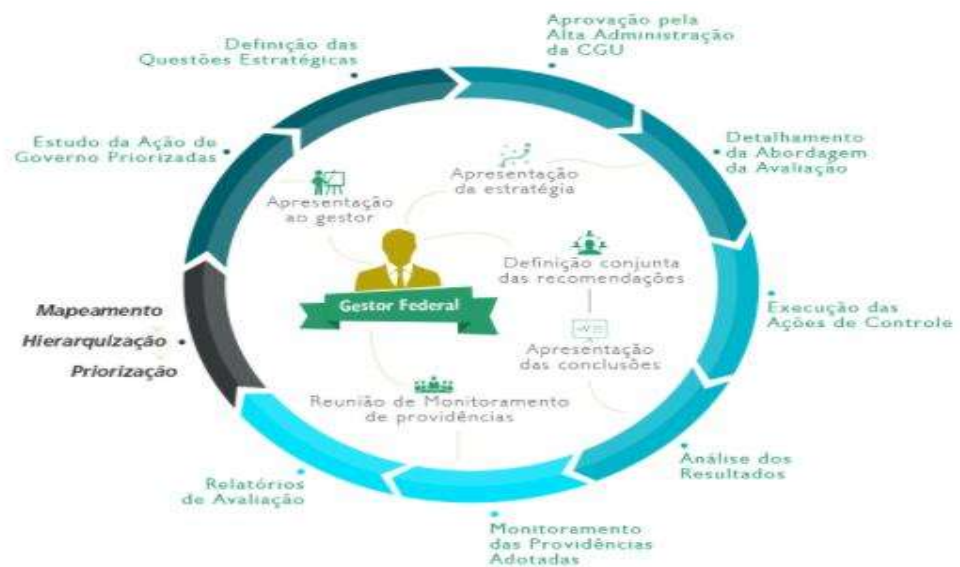 Aprovação pela
Alta Administração
da CGU
Definição das
Questões Estratégicas
Estudo da Ação de
Governo Priorizadas
Detalhamento
da Abordagem
da Avaliação
Apresentação
da estratégia
Apresentação
ao gestor
Definição conjunta
das recomendações
Gestor Federal
Mapeamento
Hierarquização
Priorização
Execução das
Ações de Controle
Apresentação
das conclusões
Reunião de Monitoramento
de providências
Análise dos
Resultados
Relatórios
de Avaliação
Monitoramento
das Providências
Adotadas